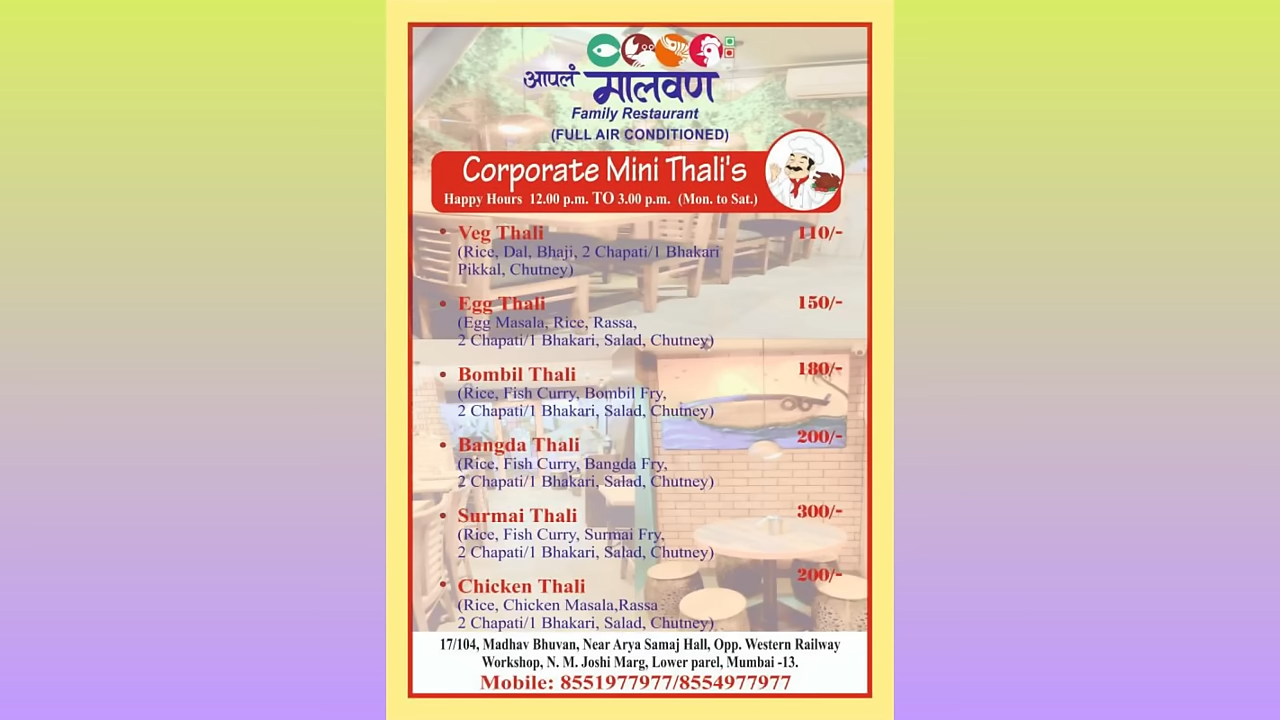 आपलं मालवण
Family Restaurant
(FULL AIR CONDITIONED)
Corporate Mini Thali's
Happy Hours 12.00 p.m. TO 3.00 p.m. (Mon. to Sat.)
• Veg Thali 110/-
(Rice, Dal, Bhaji, 2 Chapati/1 Bhakari
Pikkal, Chutney)
• Egg Thali 150/-
(Egg Masala, Rice, Rassa,
2 Chapati/1 Bhakari, Salad, Chutney)
• Bombil Thali 180/-
(Rice, Fish Curry, Bombil Fry,
2 Chapati/1 Bhakari, Salad, Chutney)
• Bangda Thali 200/-
(Rice, Fish Curry, Bangda Fry,
2 Chapati/1 Bhakari, Salad, Chutney)
• Surmai Thali 300/-
(Rice, Fish Curry, Surmai Fry,
2 Chapati/1 Bhakari, Salad, Chutney)
• Chicken Thali 200/-
(Rice, Chicken Masala,Rassa
2 Chapati/1 Bhakari, Salad, Chutney)
17/104, Madhav Bhuvan, Near Arya Samaj Hall, Opp. Western Railway
Workshop, N. M. Joshi Marg, Lower parel, Mumbai -13.
Mobile: 8551977977/8554977977